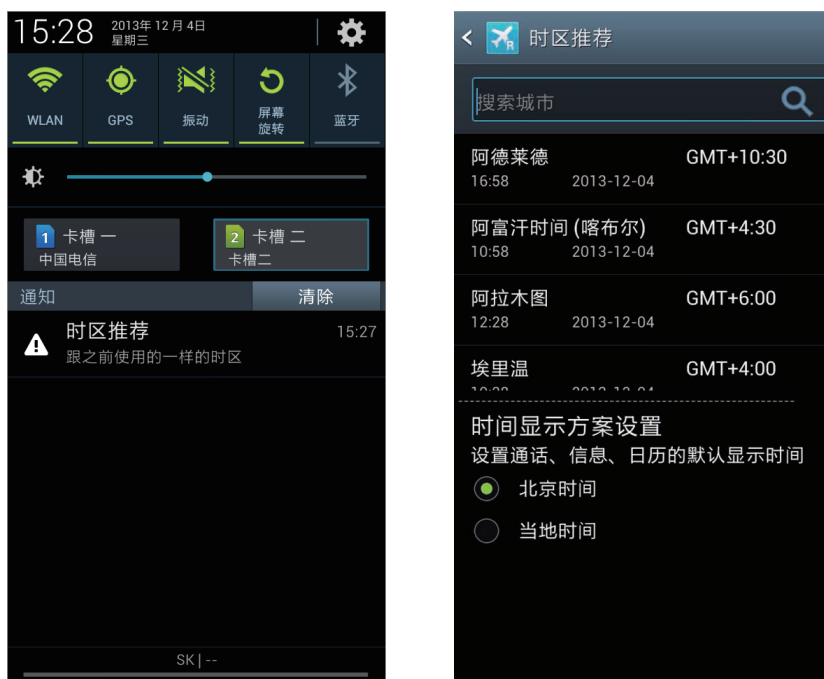 15:28
2013年 12 月 4日
星期三
WLAN
GPS
振动
屏幕
旋转
蓝牙
1 卡槽 一
中国电信
2 卡槽 二
卡槽二
通知
清除
时区推荐
15:27
跟之前使用的一样的时区
SK | --
时区推荐
搜索城市
阿德莱德 GMT+10:30
16:58 2013-12-04
阿富汗时间 (喀布尔) GMT+4:30
10:58 2013-12-04
阿拉木图 GMT+6:00
12:28 2013-12-04
埃里温 GMT+4:00
时间显示方案设置
设置通话、信息、日历的默认显示时间
北京时间
当地时间